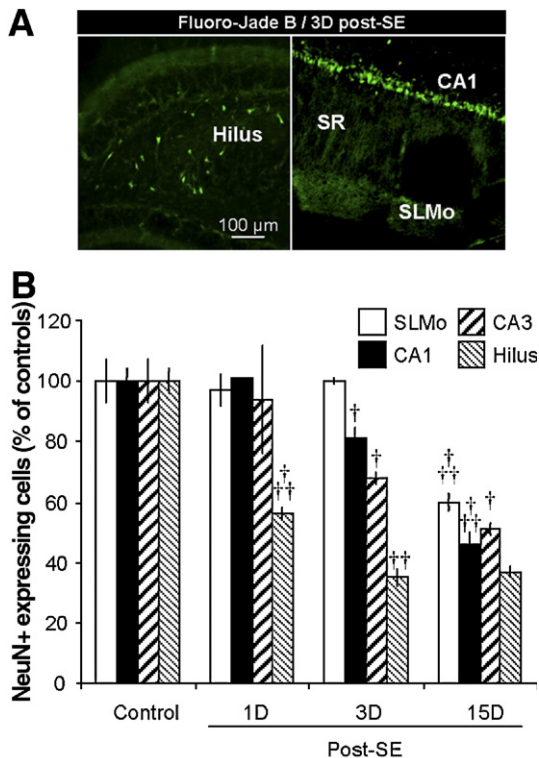 A
Fluoro-Jade B / 3D post-SE
Hilus
100 µm
CA1
SR
SLMo
B
NeuN+ expressing cells (% of controls)
120
100
80
60
40
20
0
SLMo
CA3
CA1
Hilus
†
††
†
†
††
†
††
†
††
†
Control
1D
3D
15D
Post-SE